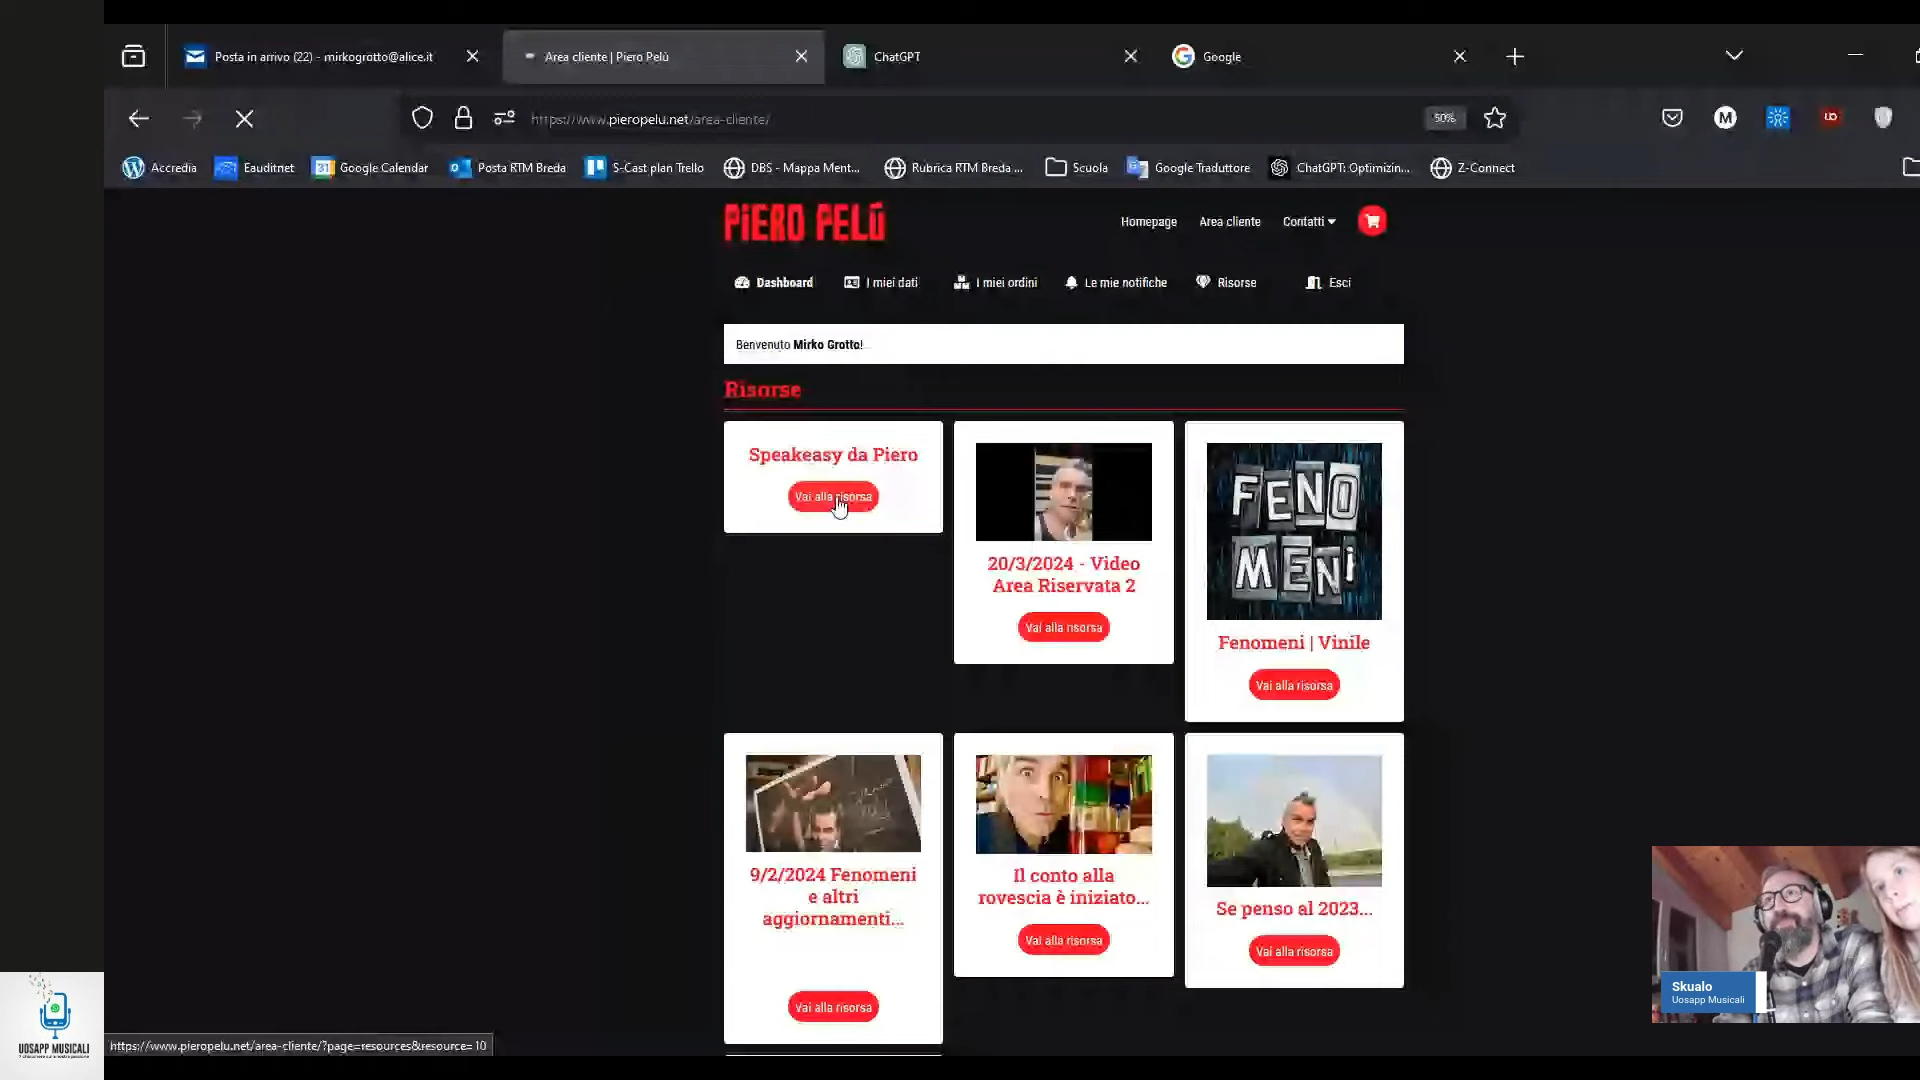 Posta in arrivo (22) - mirkogrotto@alice.it
Area cliente | Piero Pelù
ChatGPT
Google
https://www.pieropelu.net/area-cliente/
50%
Accredia
Eauditnet
Google Calendar
Posta RTM Breda
S-Cast plan Trello
DBS - Mappa Ment...
Rubrica RTM Breda ...
Scuola
Google Traduttore
ChatGPT: Optimizin...
Z-Connect
PIERO PELÙ
Homepage
Area cliente
Contatti
Dashboard
I miei dati
I miei ordini
Le mie notifiche
Risorse
Esci
Benvenuto Mirko Grotto!
Risorse
Speakeasy da Piero
Vai alla risorsa
20/3/2024 - Video
Area Riservata 2
Vai alla risorsa
FENO
MENI
Fenomeni | Vinile
Vai alla risorsa
9/2/2024 Fenomeni
e altri
aggiornamenti...
Vai alla risorsa
Il conto alla
rovescia è iniziato...
Vai alla risorsa
Se penso al 2023...
Vai alla risorsa
Skualo
Uosapp Musicali
UOSAPP MUSICALI
https://www.pieropelu.net/area-cliente/?page=resources&resource=10